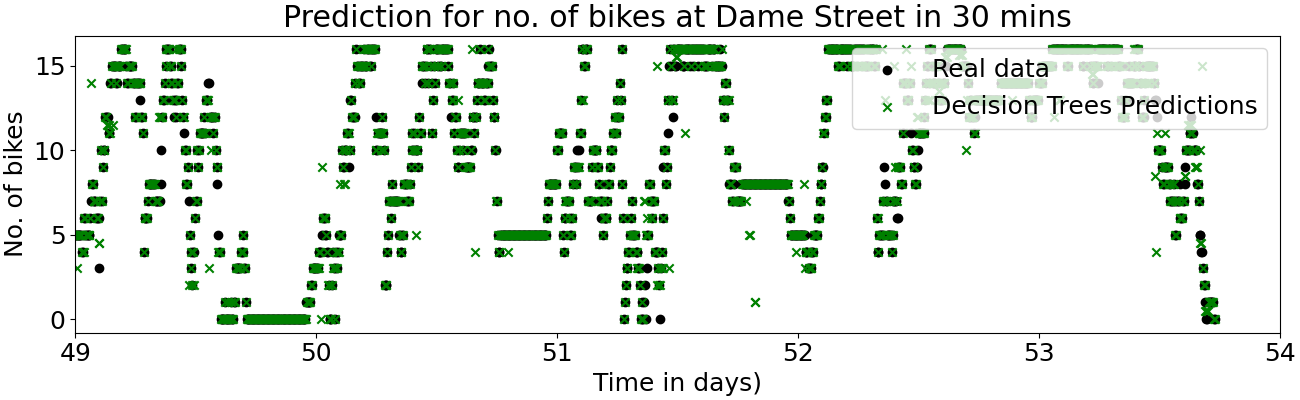 Prediction for no. of bikes at Dame Street in 30 mins
15
10
5
0
No. of bikes
Real data
Decision Trees Predictions
49 50 51 52 53 54
Time in days)